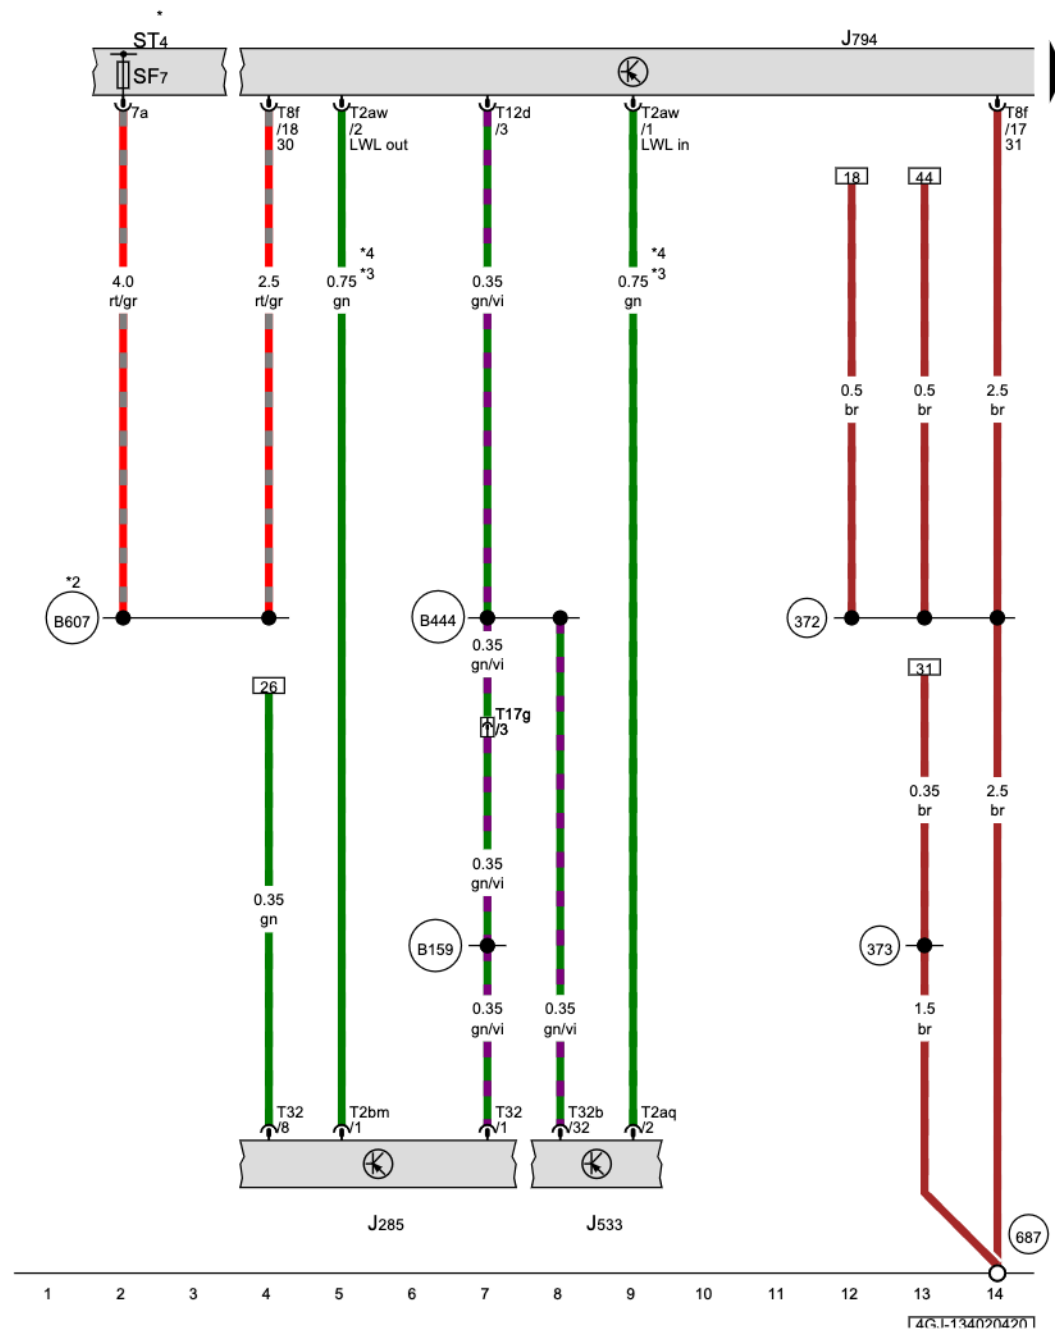 *
ST4
J794
SF7
7a
T8f
/18
30
T2aw
/2
LWL out
T12d
/3
T2aw
/1
LWL in
T8f
/17
31
18
44
*4
*3
*4
*3
4.0
rt/gr
2.5
rt/gr
0.75
gn
0.35
gn/vi
0.75
gn
0.5
br
0.5
br
2.5
br
*2
B607
B444
372
0.35
gn/vi
26
31
T17g
/3
0.35
br
2.5
br
0.35
gn/vi
0.35
gn
B159
373
0.35
gn/vi
0.35
gn/vi
1.5
br
T32
/8
T2bm
/1
T32
/1
T32b
/32
T2aq
/2
J285
J533
687
1 2 3 4 5 6 7 8 9 10 11 12 13 14
4GJ-134020420